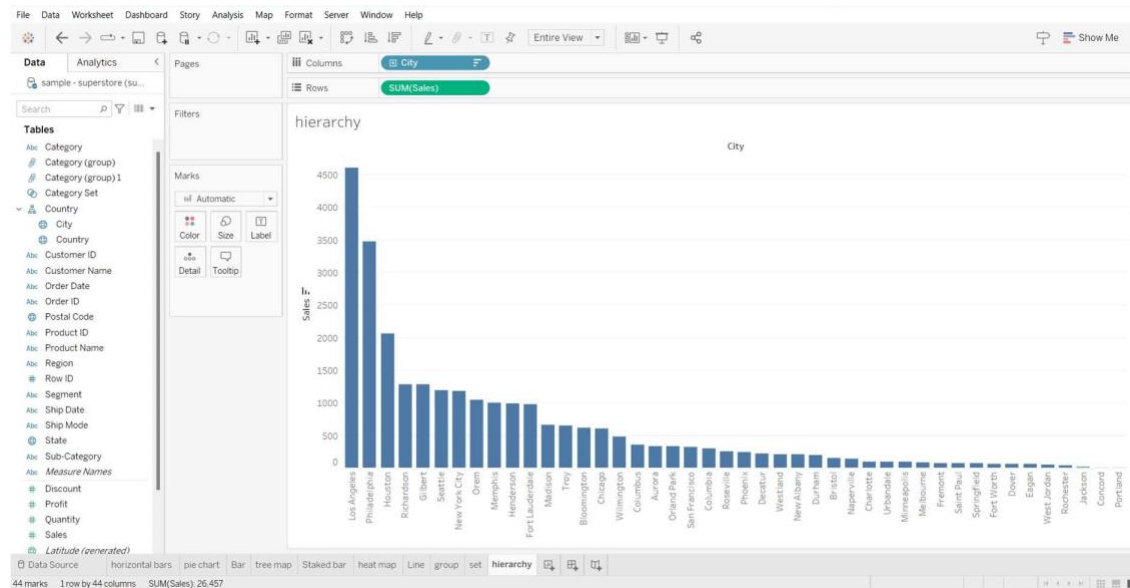 File Data Worksheet Dashboard Story Analysis Map Format Server Window Help
Entire View
Show Me
Data Analytics
sample - superstore (su...
Search
Tables
Category
Category (group)
Category (group) 1
Category Set
Country
City
Country
Customer ID
Customer Name
Order Date
Order ID
Postal Code
Product ID
Product Name
Region
Row ID
Segment
Ship Date
Ship Mode
State
Sub-Category
Measure Names
Discount
Profit
Quantity
Sales
Latitude (generated)
Pages
Filters
Marks
Automatic
Color Size Label
Detail Tooltip
Columns City
Rows SUM(Sales)
hierarchy
City
Sales
4500
4000
3500
3000
2500
2000
1500
1000
500
0
Los Angeles
Philadelphia
Houston
Richardson
Gilbert
Seattle
New York City
Orem
Memphis
Henderson
Fort Lauderdale
Madison
Troy
Bloomington
Chicago
Wilmington
Columbus
Aurora
Orland Park
San Francisco
Columbia
Roseville
Phoenix
Decatur
Westland
New Albany
Durham
Bristol
Naperville
Charlotte
Urbandale
Minneapolis
Melbourne
Fremont
Saint Paul
Springfield
Fort Worth
Dover
Eagan
West Jordan
Rochester
Jackson
Concord
Portland
Data Source horizontal bars pie chart Bar tree map Staked bar heat map Line group set hierarchy
44 marks 1 row by 44 columns SUM(Sales): 26,457